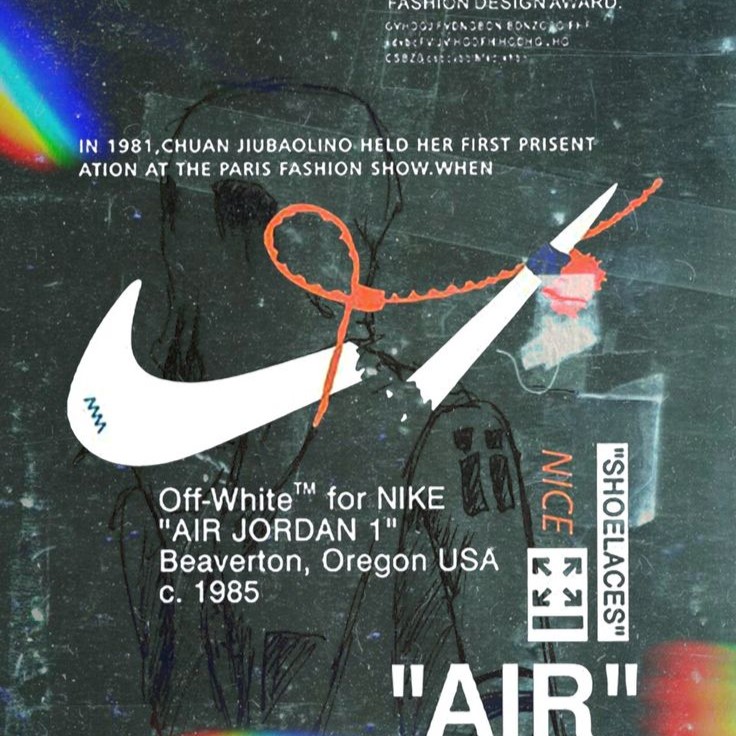 FASHION DESIGN AWARD.
IN 1981,CHUAN JIUBAOLINO HELD HER FIRST PRISENT
ATION AT THE PARIS FASHION SHOW.WHEN
Off-White™ for NIKE
"AIR JORDAN 1"
Beaverton, Oregon USA
c. 1985
NiCE
"SHOELACES"
"AIR"